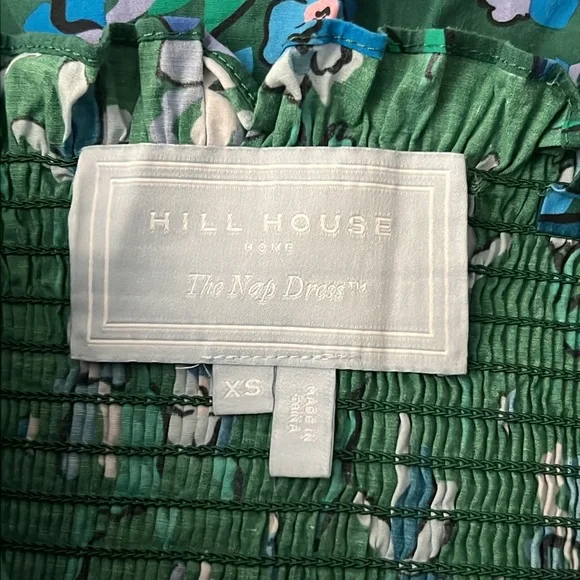 HILL HOUSE
HOME
The Nap Dress™
XS
MADE IN
CHINA